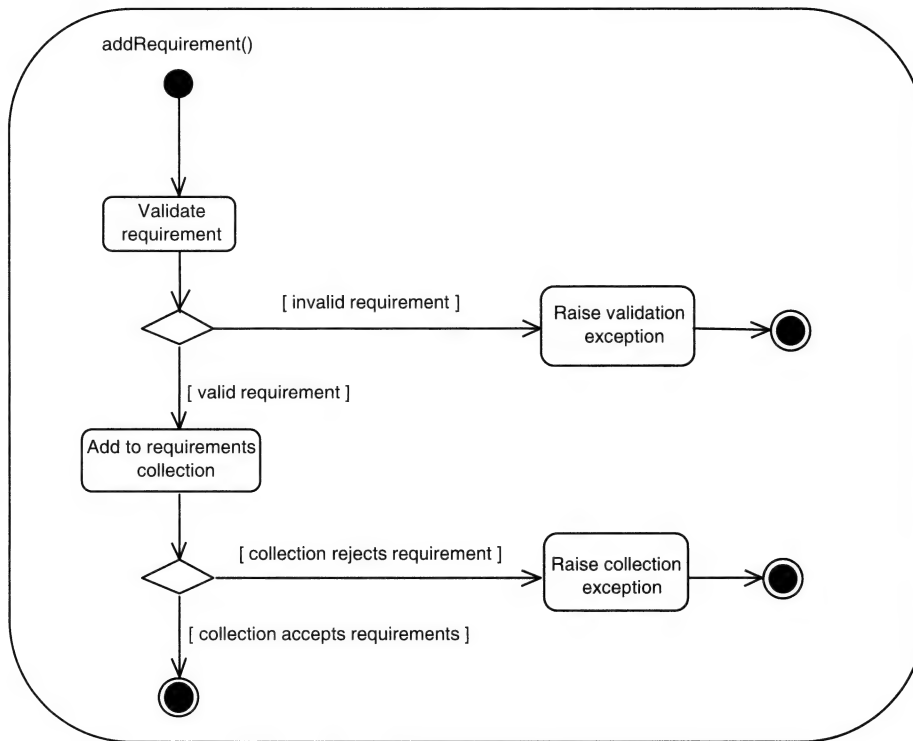 addRequirement()
Validate
requirement
[ invalid requirement ]
Raise validation
exception
[ valid requirement ]
Add to requirements
collection
[ collection rejects requirement ]
Raise collection
exception
[ collection accepts requirements ]